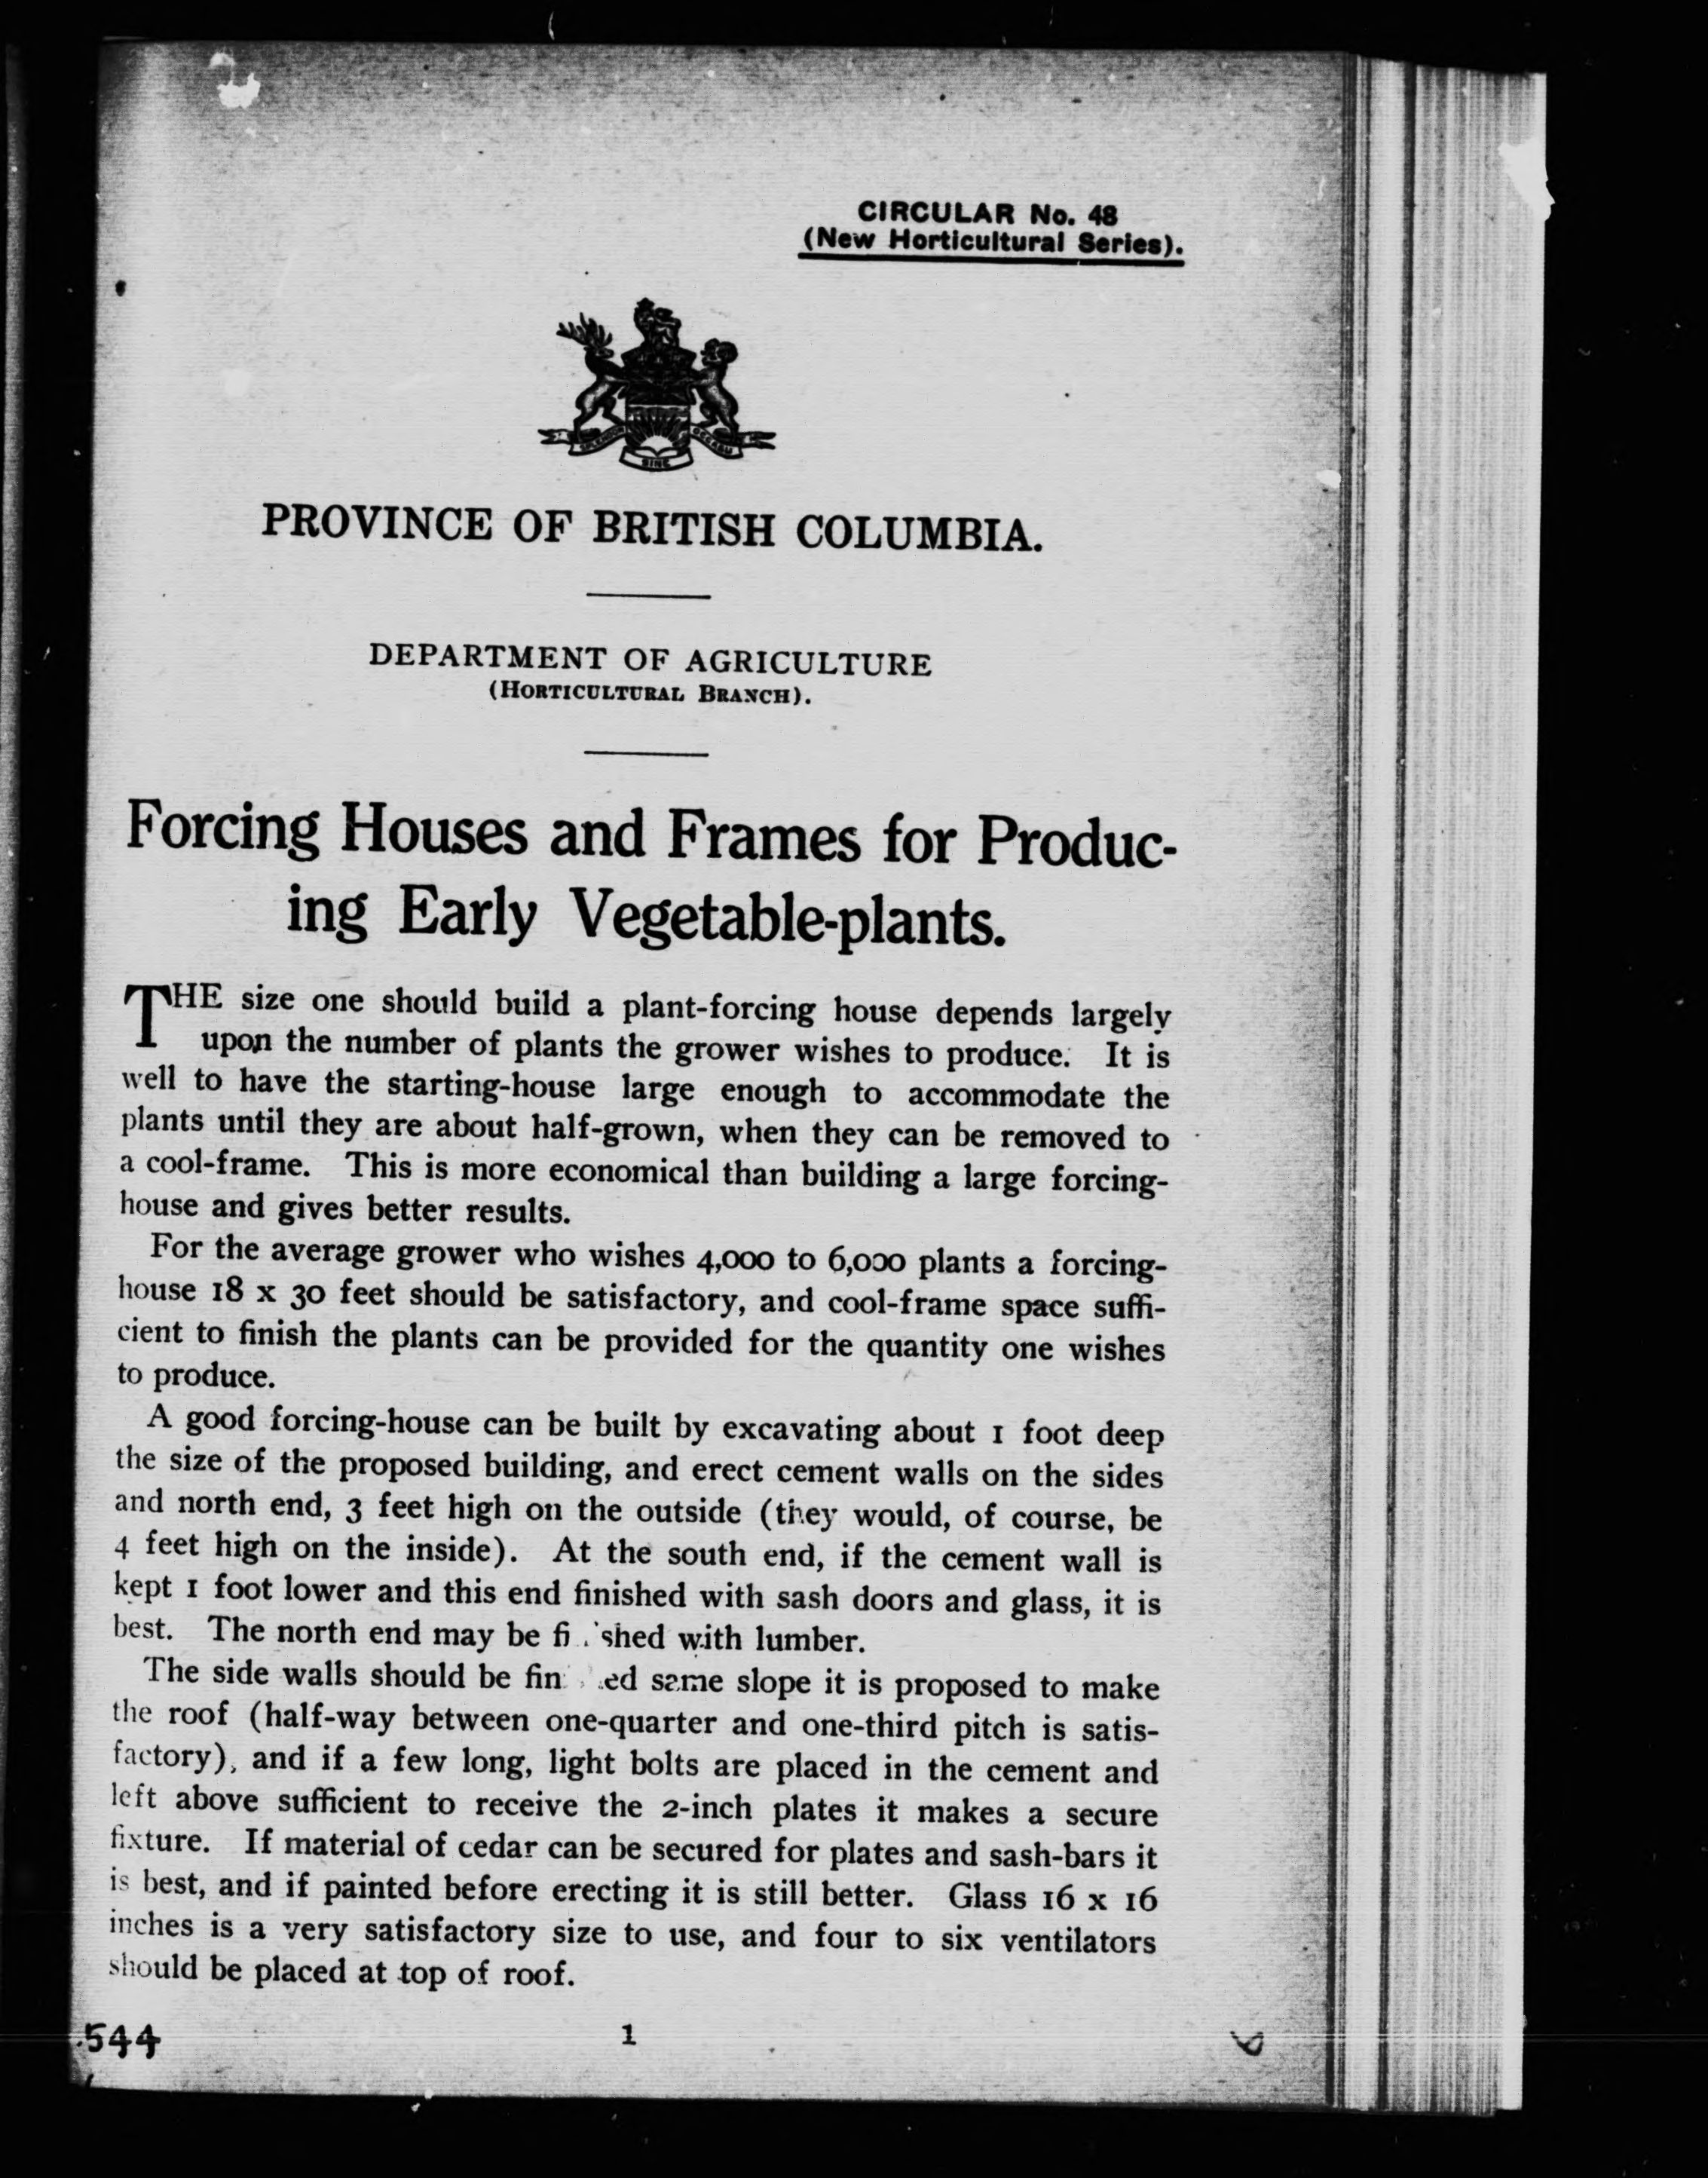 CIRCULAR No. 48
(New Horticultural Series).
SPLENDOR SINE OCCASU
PROVINCE OF BRITISH COLUMBIA.
DEPARTMENT OF AGRICULTURE
(HORTICULTURAL BRANCH).
Forcing Houses and Frames for Produc-
ing Early Vegetable-plants.
THE size one should build a plant-forcing house depends largely
upon the number of plants the grower wishes to produce. It is
well to have the starting-house large enough to accommodate the
plants until they are about half-grown, when they can be removed to
a cool-frame. This is more economical than building a large forcing-
house and gives better results.
For the average grower who wishes 4,000 to 6,000 plants a forcing-
house 18 x 30 feet should be satisfactory, and cool-frame space suffi-
cient to finish the plants can be provided for the quantity one wishes
to produce.
A good forcing-house can be built by excavating about 1 foot deep
the size of the proposed building, and erect cement walls on the sides
and north end, 3 feet high on the outside (they would, of course, be
4 feet high on the inside). At the south end, if the cement wall is
kept 1 foot lower and this end finished with sash doors and glass, it is
best. The north end may be fi shed with lumber.
The side walls should be fin ed same slope it is proposed to make
the roof (half-way between one-quarter and one-third pitch is satis-
factory), and if a few long, light bolts are placed in the cement and
left above sufficient to receive the 2-inch plates it makes a secure
fixture. If material of cedar can be secured for plates and sash-bars it
is best, and if painted before erecting it is still better. Glass 16 x 16
inches is a very satisfactory size to use, and four to six ventilators
should be placed at top of roof.
544
1